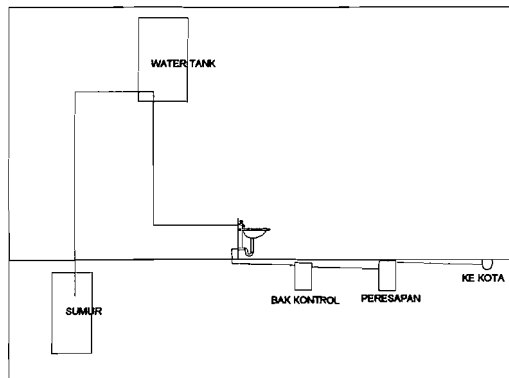 WATER TANK
SUMUR
BAK KONTROL
PERESAPAN
KE KOTA